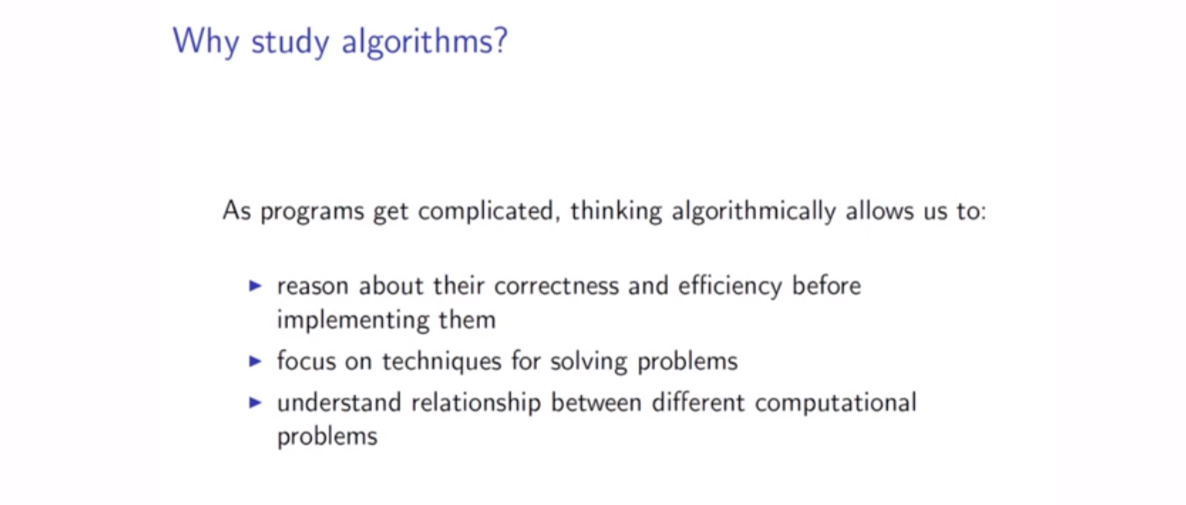 Why study algorithms?
As programs get complicated, thinking algorithmically allows us to:
▶ reason about their correctness and efficiency before
implementing them
▶ focus on techniques for solving problems
▶ understand relationship between different computational
problems